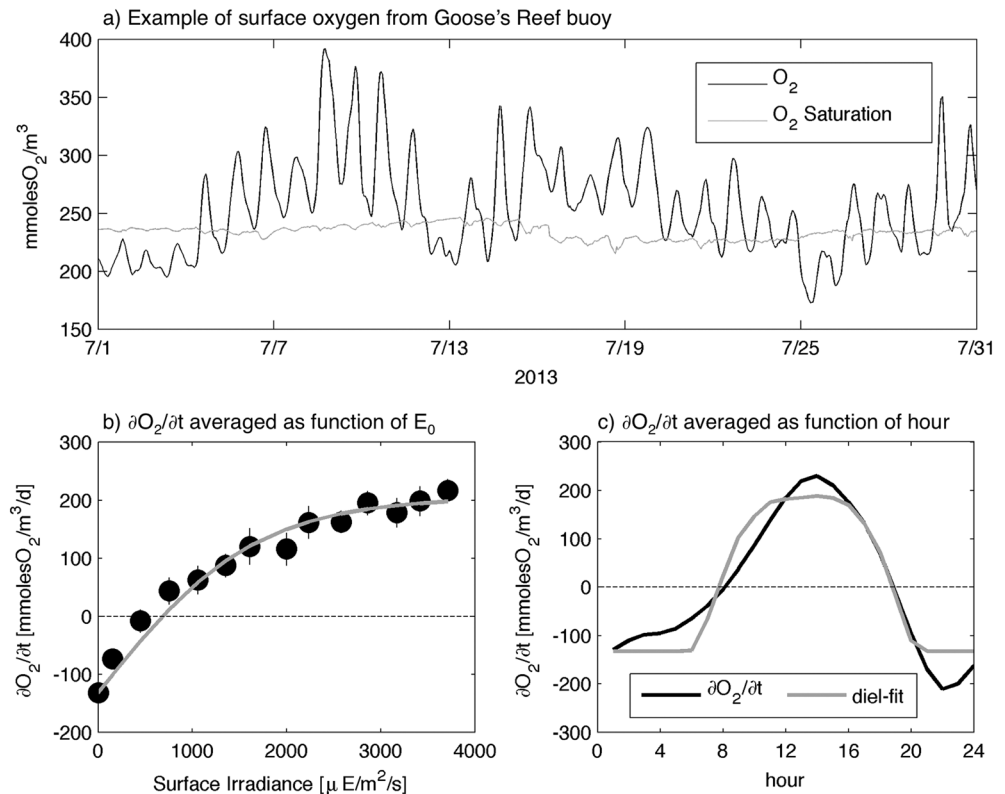 a) Example of surface oxygen from Goose's Reef buoy
400
350
300
250
200
150
mmolesO₂/m³
O₂
O₂ Saturation
7/1 7/7 7/13 7/19 7/25 7/31
2013
b) ∂O₂/∂t averaged as function of E₀
300
200
100
0
-100
-200
∂O₂/∂t [mmolesO₂/m³/d]
0 1000 2000 3000 4000
Surface Irradiance [μ E/m²/s]
c) ∂O₂/∂t averaged as function of hour
300
200
100
0
-100
-200
-300
∂O₂/∂t [mmolesO₂/m³/d]
∂O₂/∂t diel-fit
0 4 8 12 16 20 24
hour